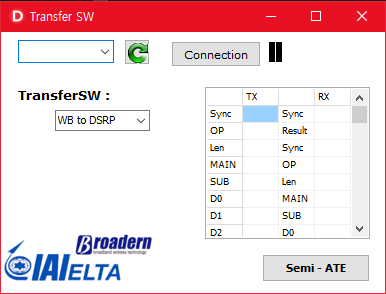 D Transfer SW
Connection
TransferSW :
WB to DSRP
TX RX
Sync Sync
OP Result
Len Sync
MAIN OP
SUB Len
D0 MAIN
D1 SUB
D2 D0
Broadern
broadband wireless technology
IAI ELTA
Semi - ATE